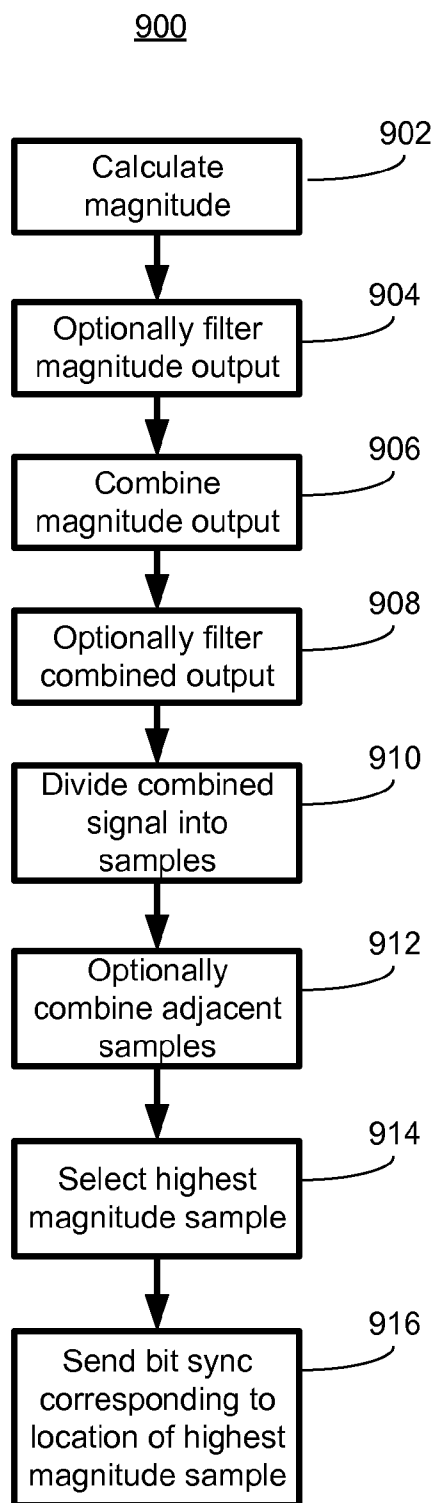 900
902
Calculate
magnitude
904
Optionally filter
magnitude output
906
Combine
magnitude output
908
Optionally filter
combined output
910
Divide combined
signal into
samples
912
Optionally
combine adjacent
samples
914
Select highest
magnitude sample
916
Send bit sync
corresponding to
location of highest
magnitude sample